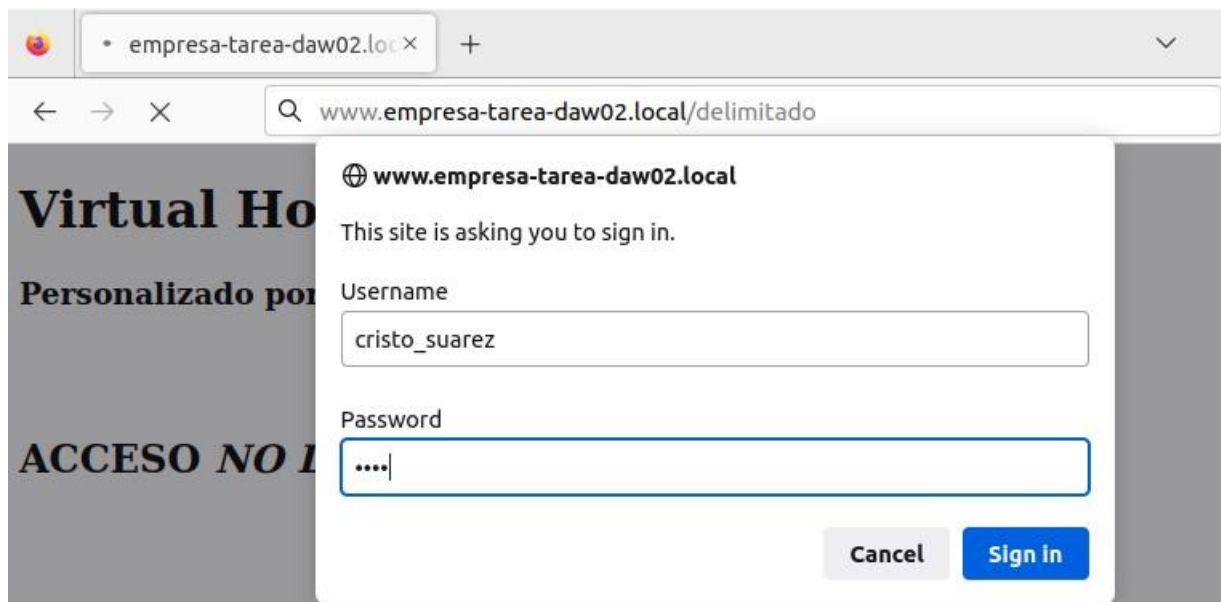 empresa-tarea-daw02.loc
www.empresa-tarea-daw02.local/delimitado
www.empresa-tarea-daw02.local
This site is asking you to sign in.
Virtual Ho
Username
Personalizado por
cristo_suarez
Password
ACCESO NO
••••
Cancel Sign in